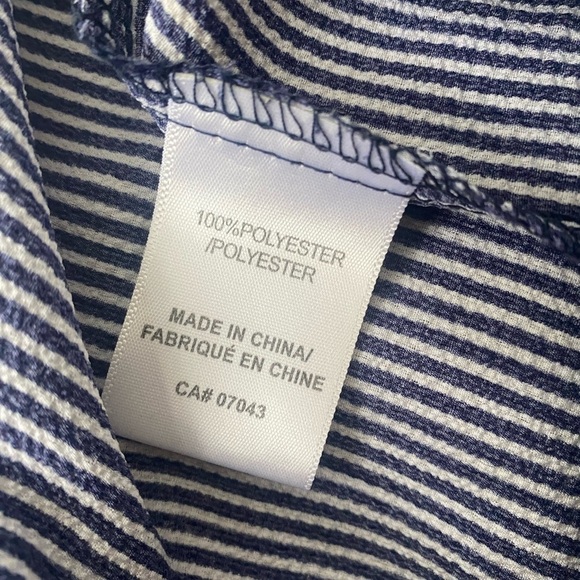 100%POLYESTER
/POLYESTER
MADE IN CHINA/
FABRIQUÉ EN CHINE
CA# 07043